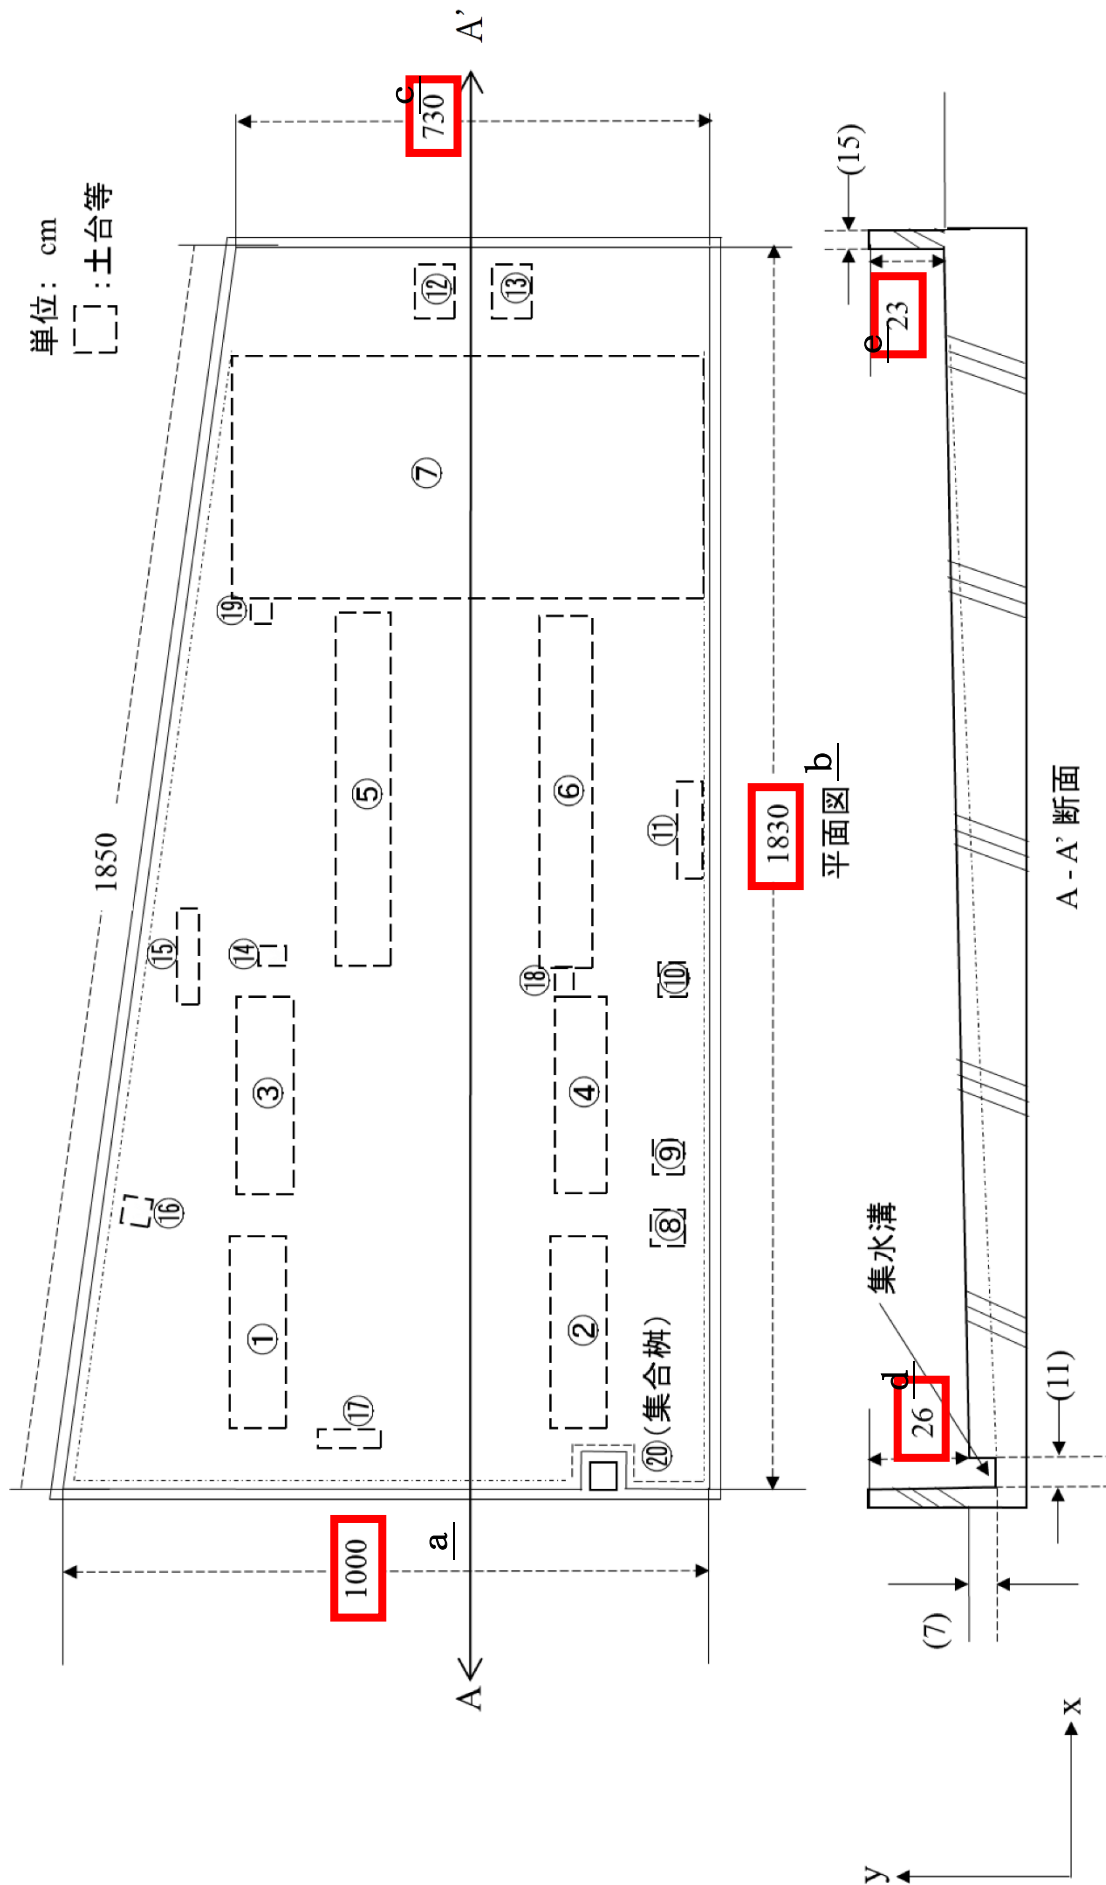 単位： cm
：土台等
A'
c
730
1850
⑫
⑬
⑦
⑲
⑤
⑥
⑪
⑮
⑭
⑱
⑩
③
④
⑨
⑯
⑧
①
②
⑰
⑳（集合桝）
1000
a
A
1830
b
平面図
(15)
e
23
集水溝
d
26
(11)
(7)
A - A' 断面
y
x